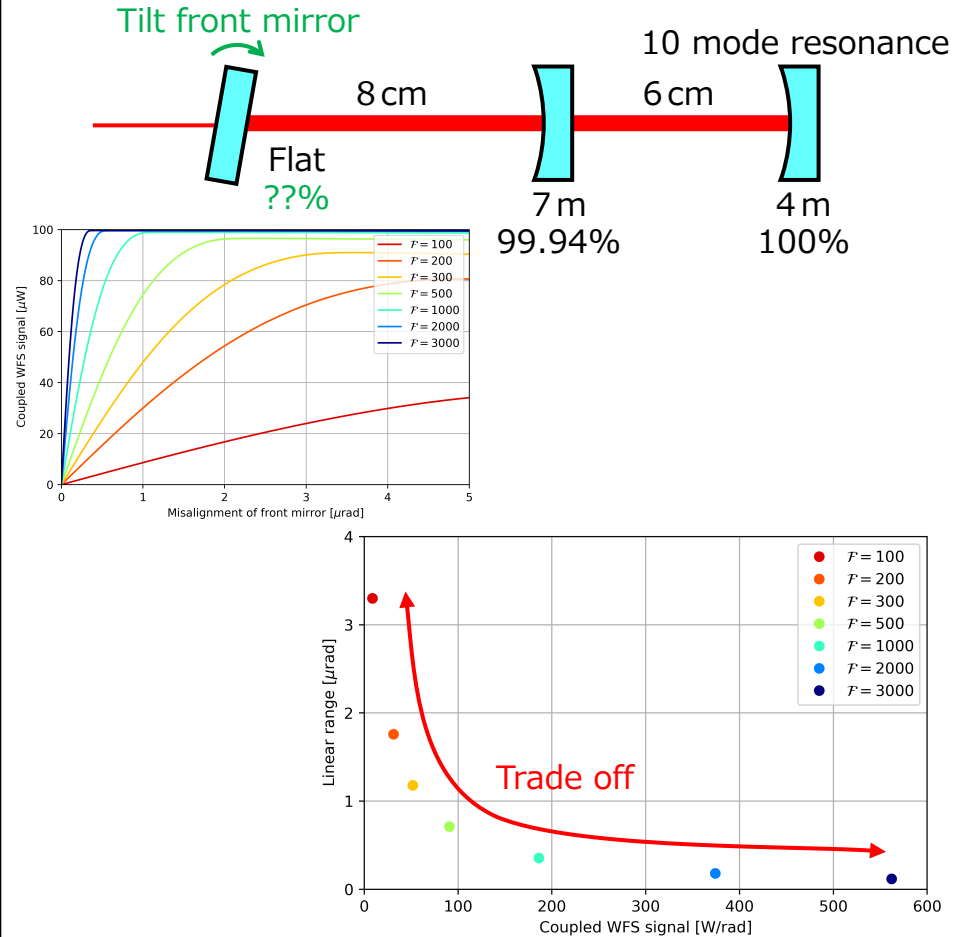 Tilt front mirror
10 mode resonance
8 cm
6 cm
Flat
??%
7 m
99.94%
4 m
100%
Coupled WFS signal [μW]
100
80
60
40
20
0
0 1 2 3 4 5
Misalignment of front mirror [μrad]
𝓕 = 100
𝓕 = 200
𝓕 = 300
𝓕 = 500
𝓕 = 1000
𝓕 = 2000
𝓕 = 3000
Linear range [μrad]
4
3
2
1
0
0 100 200 300 400 500 600
Coupled WFS signal [W/rad]
𝓕 = 100
𝓕 = 200
𝓕 = 300
𝓕 = 500
𝓕 = 1000
𝓕 = 2000
𝓕 = 3000
Trade off